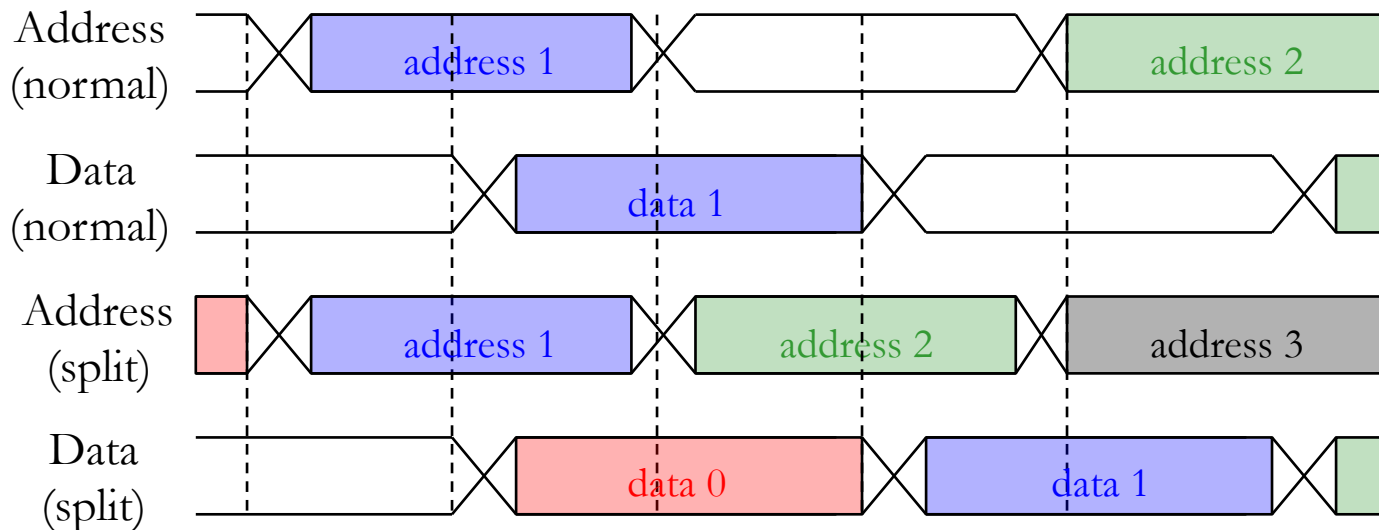 Address
(normal)
address 1
address 2
Data
(normal)
data 1
Address
(split)
address 1
address 2
address 3
Data
(split)
data 0
data 1